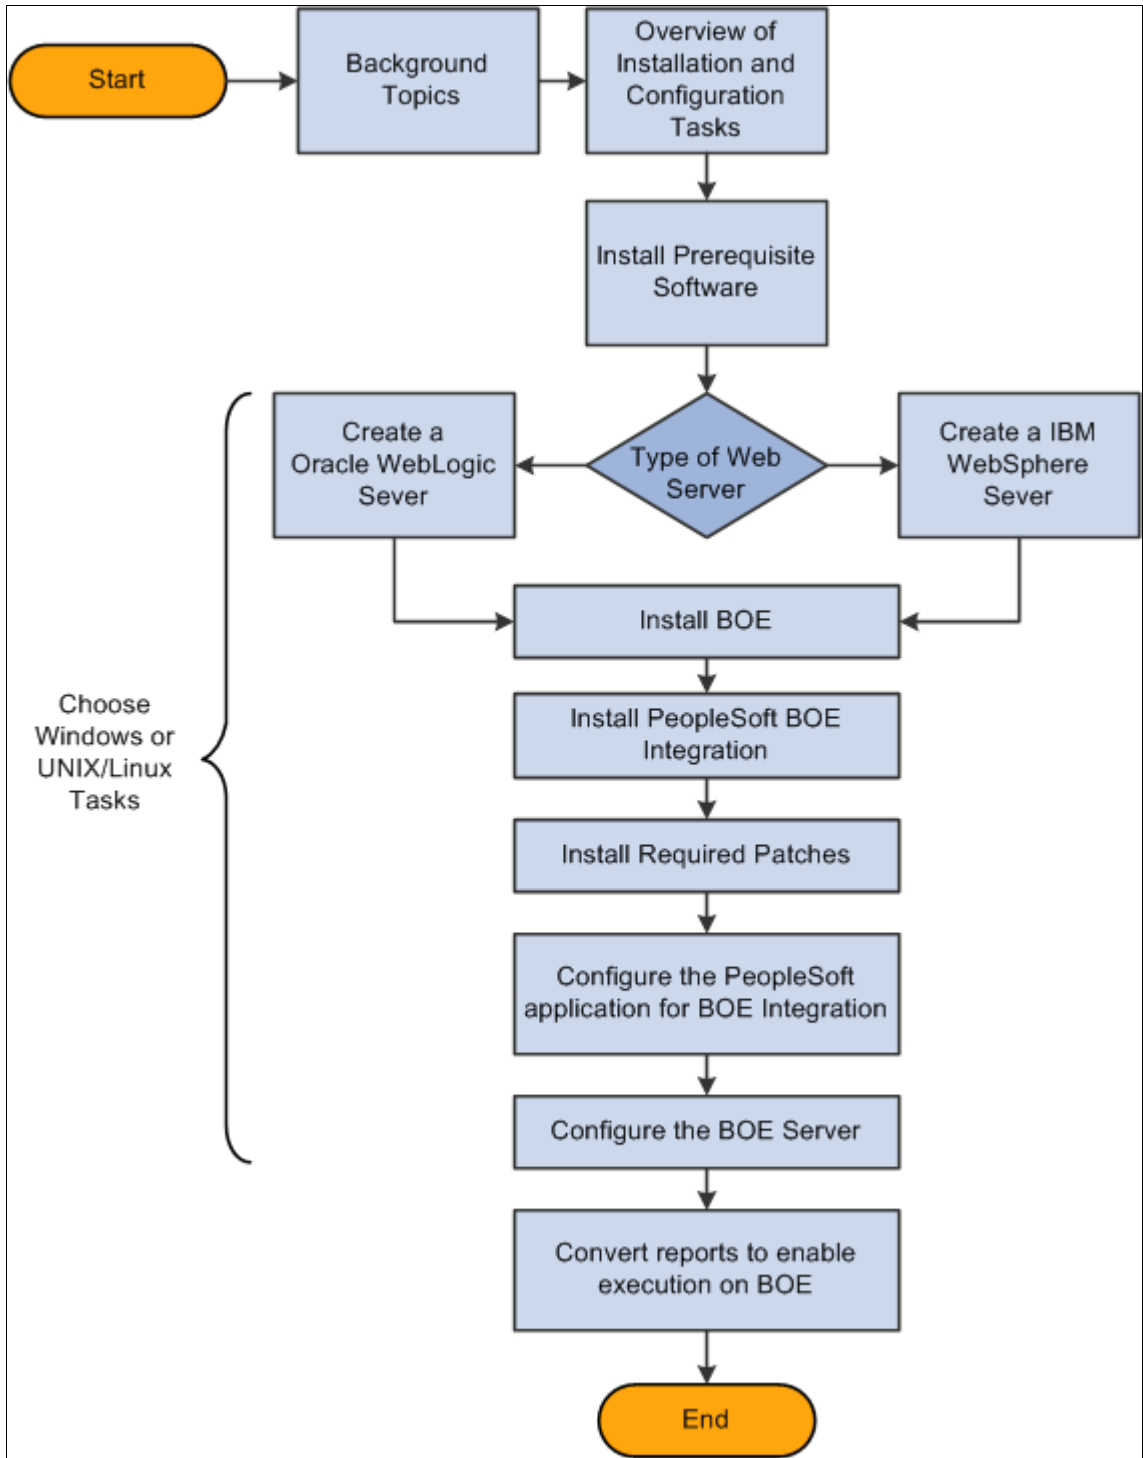 Start
Background
Topics
Overview of
Installation and
Configuration
Tasks
Install Prerequisite
Software
Create a
Oracle WebLogic
Sever
Type of Web
Server
Create a IBM
WebSphere
Sever
Install BOE
Choose
Windows or
UNIX/Linux
Tasks
Install PeopleSoft BOE
Integration
Install Required Patches
Configure the PeopleSoft
application for BOE Integration
Configure the BOE Server
Convert reports to enable
execution on BOE
End